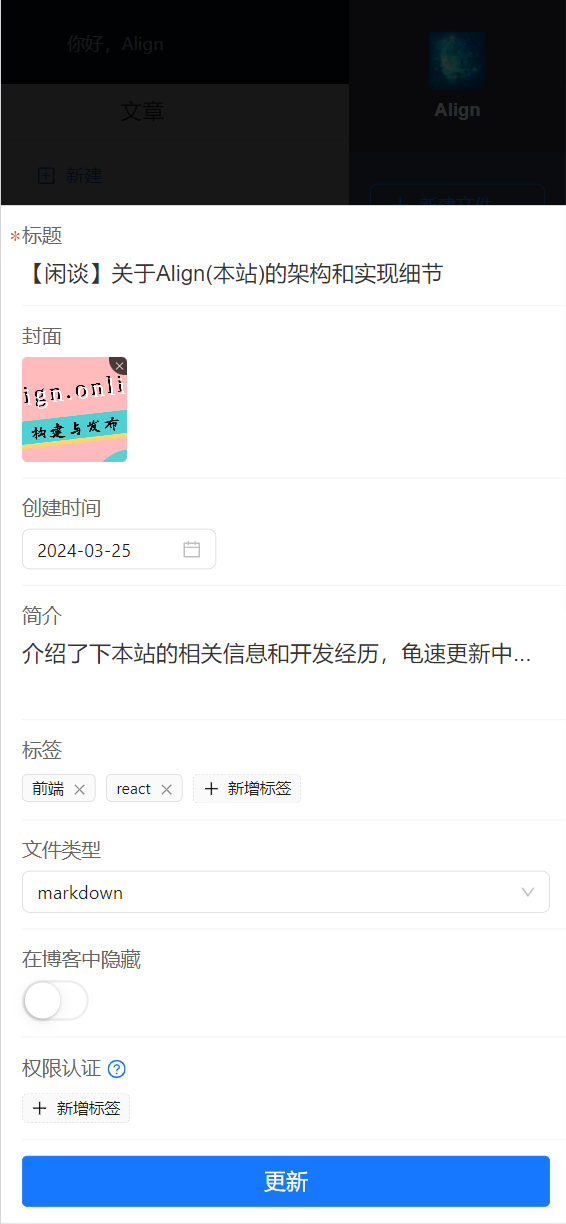 你好，Align
文章
Align
新建
新建文件
*标题
【闲谈】关于Align(本站)的架构和实现细节
封面
ign.onli
构建与发布
创建时间
2024-03-25
简介
介绍了下本站的相关信息和开发经历，龟速更新中...
标签
前端
react
新增标签
文件类型
markdown
在博客中隐藏
权限认证
新增标签
更新